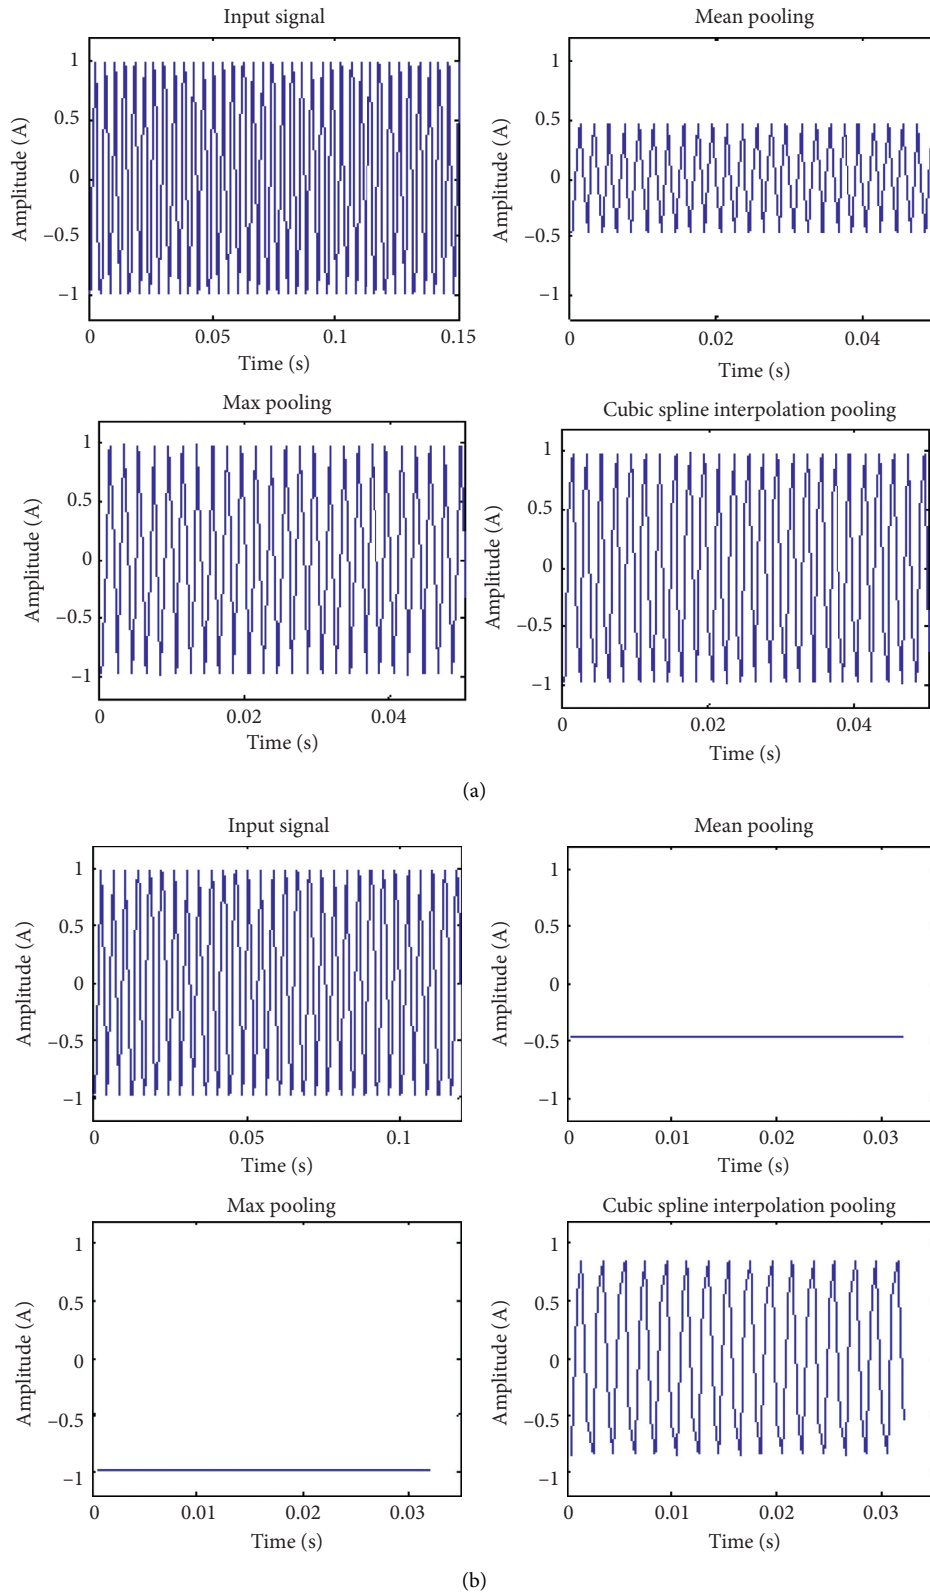 Input signal
Amplitude (A)
1
0.5
0
−0.5
−1
0
0.05
0.1
0.15
Time (s)
Mean pooling
Amplitude (A)
1
0.5
0
−0.5
−1
0
0.02
0.04
Time (s)
Max pooling
Amplitude (A)
1
0.5
0
−0.5
−1
0
0.02
0.04
Time (s)
Cubic spline interpolation pooling
Amplitude (A)
1
0.5
0
−0.5
−1
0
0.02
0.04
Time (s)
(a)
Input signal
Amplitude (A)
1
0.5
0
−0.5
−1
0
0.05
0.1
Time (s)
Mean pooling
Amplitude (A)
1
0.5
0
−0.5
−1
0
0.01
0.02
0.03
Time (s)
Max pooling
Amplitude (A)
1
0.5
0
−0.5
−1
0
0.01
0.02
0.03
Time (s)
Cubic spline interpolation pooling
Amplitude (A)
1
0.5
0
−0.5
−1
0
0.01
0.02
0.03
Time (s)
(b)